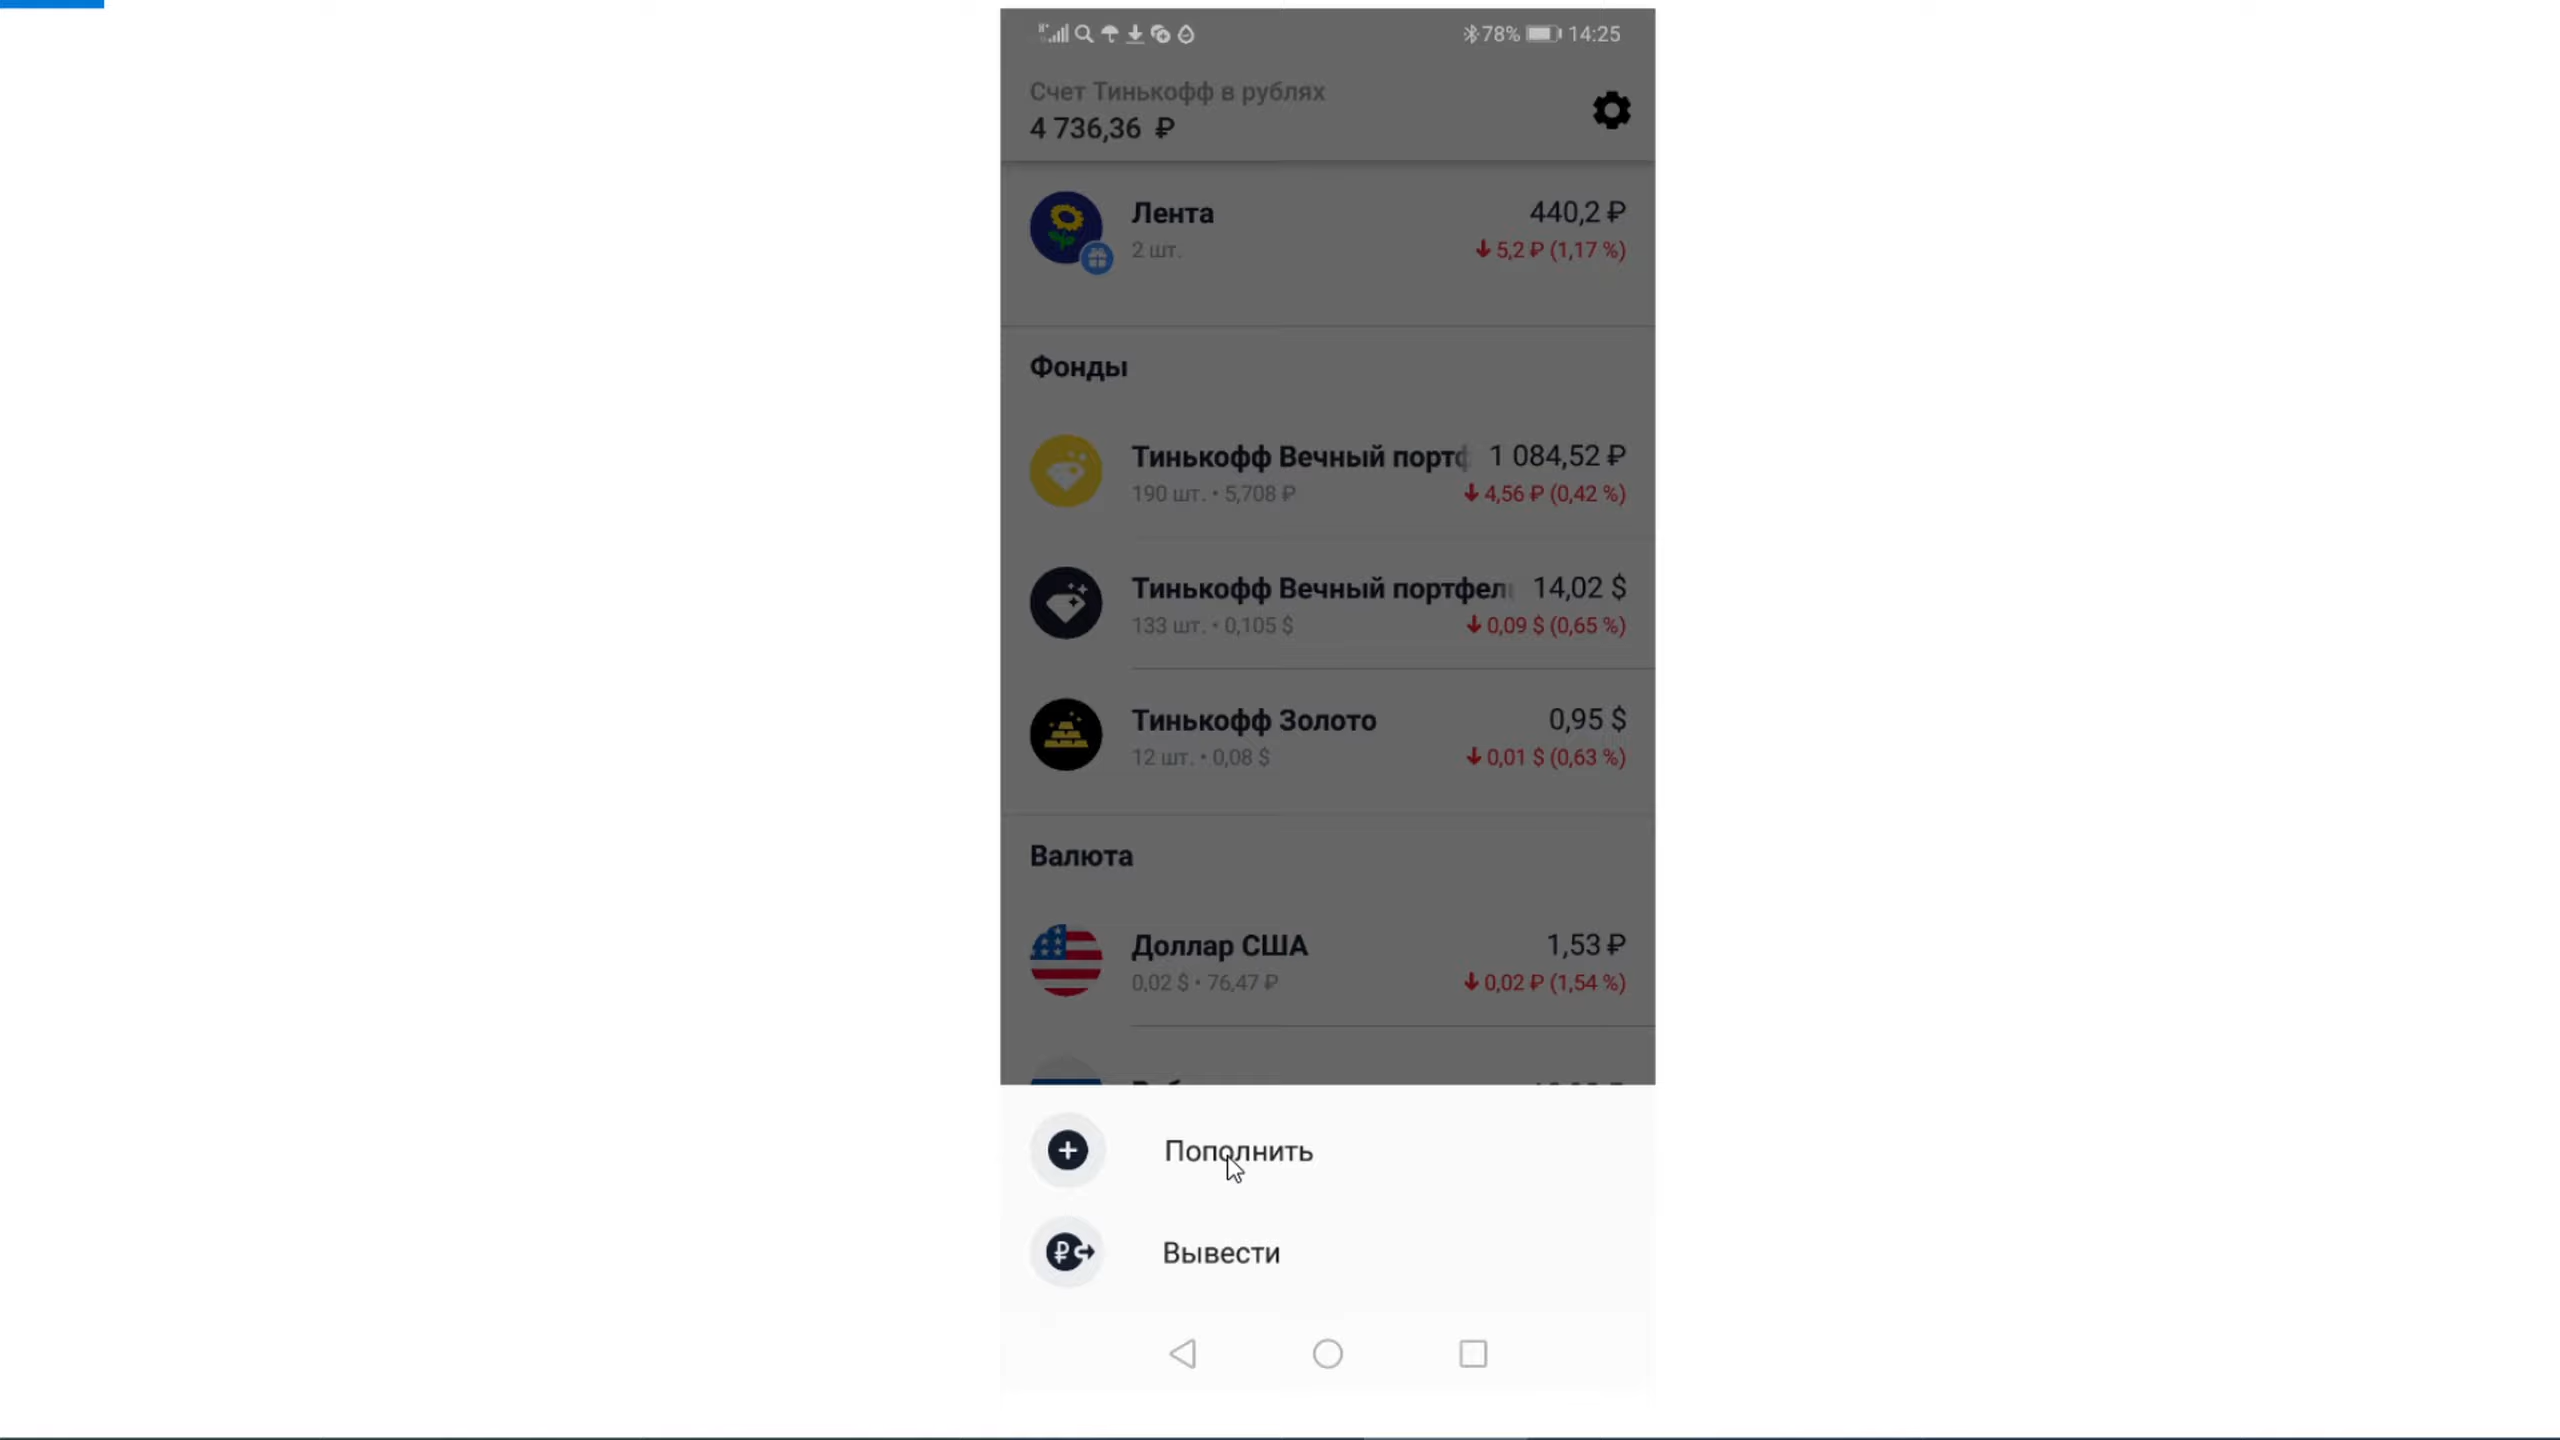 78% 14:25
Счет Тинькофф в рублях
4 736,36 ₽
Лента 440,2 ₽
2 шт. 5,2 ₽ (1,17 %)
Фонды
Тинькофф Вечный портф 1 084,52 ₽
190 шт. • 5,708 ₽ 4,56 ₽ (0,42 %)
Тинькофф Вечный портфел 14,02 $
133 шт. • 0,105 $ 0,09 $ (0,65 %)
Тинькофф Золото 0,95 $
12 шт. • 0,08 $ 0,01 $ (0,63 %)
Валюта
Доллар США 1,53 ₽
0,02 $ • 76,47 ₽ 0,02 ₽ (1,54 %)
Пополнить
Вывести